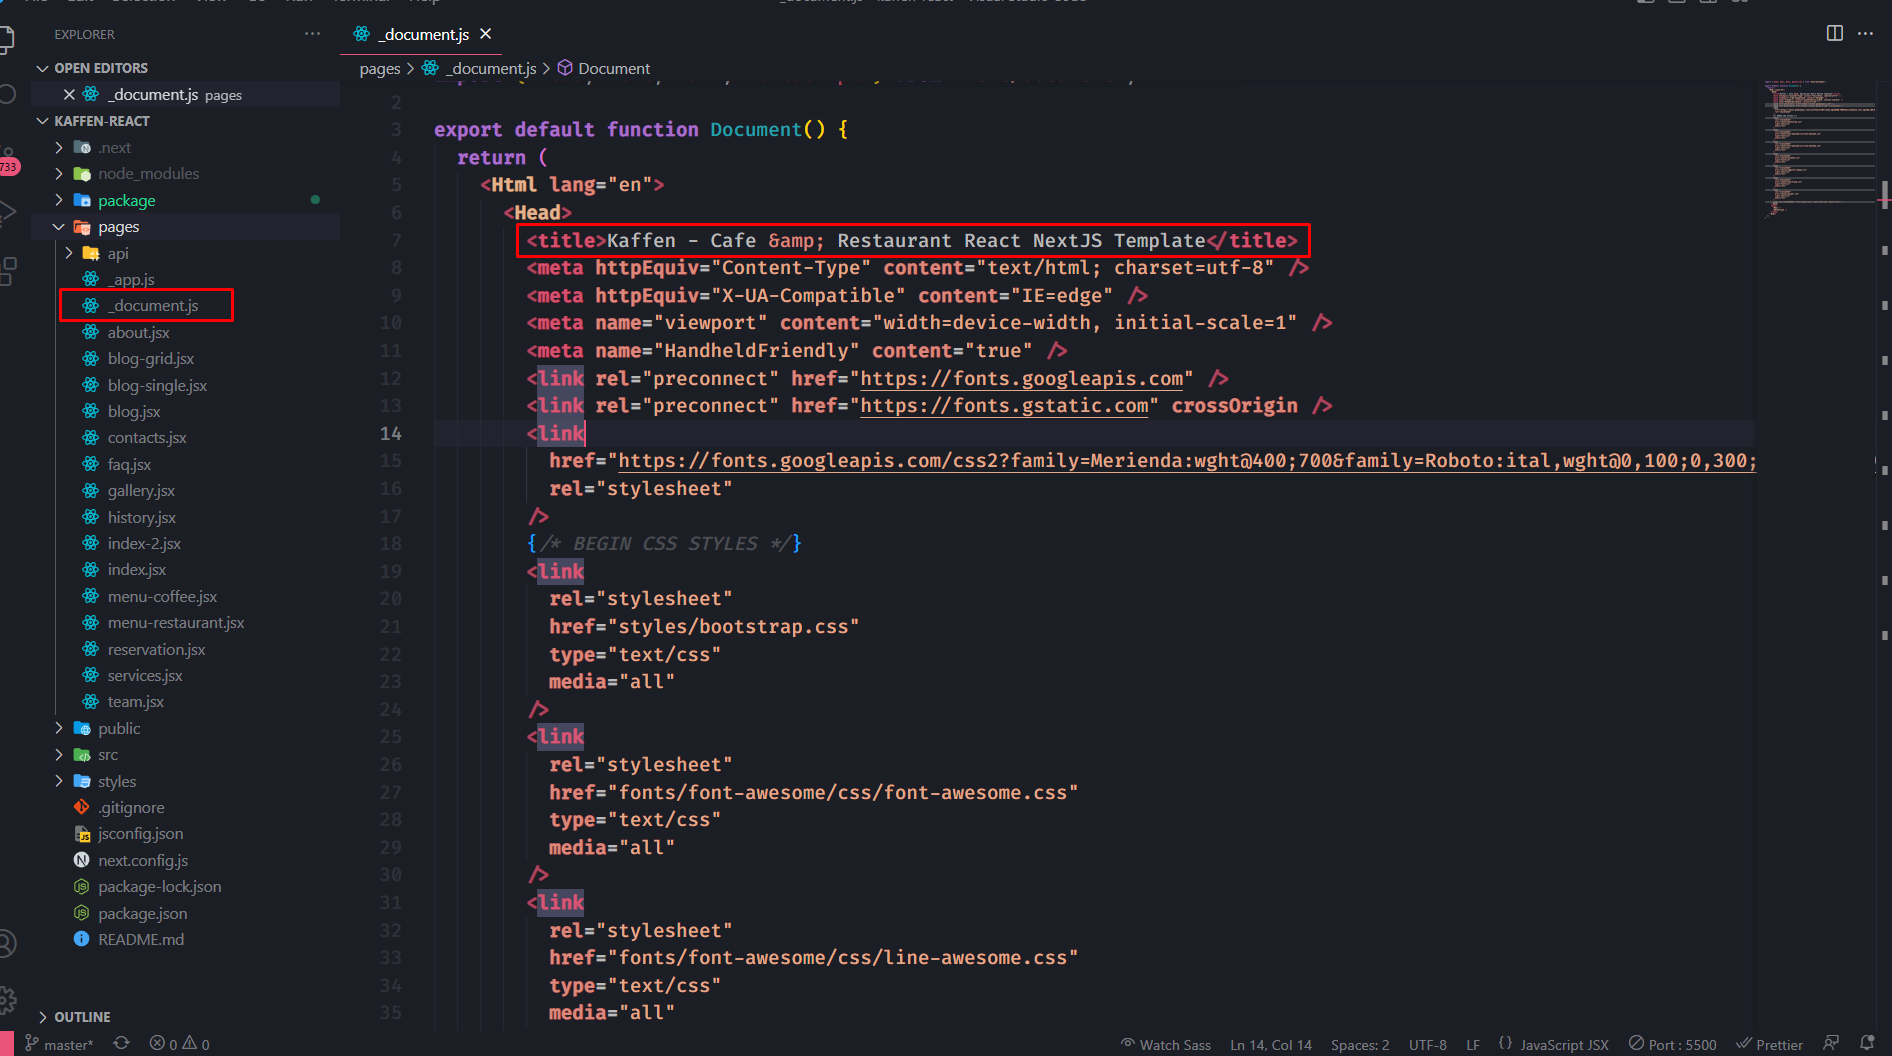 EXPLORER
_document.js
OPEN EDITORS
_document.js pages
KAFFEN-REACT
.next
node_modules
package
pages
api
_app.js
_document.js
about.jsx
blog-grid.jsx
blog-single.jsx
blog.jsx
contacts.jsx
faq.jsx
gallery.jsx
history.jsx
index-2.jsx
index.jsx
menu-coffee.jsx
menu-restaurant.jsx
reservation.jsx
services.jsx
team.jsx
public
src
styles
.gitignore
jsconfig.json
next.config.js
package-lock.json
package.json
README.md
OUTLINE
733
pages > _document.js > Document
2
3 export default function Document() {
4 return (
5 <Html lang="en">
6 <Head>
7 <title>Kaffen - Cafe &amp; Restaurant React NextJS Template</title>
8 <meta httpEquiv="Content-Type" content="text/html; charset=utf-8" />
9 <meta httpEquiv="X-UA-Compatible" content="IE=edge" />
10 <meta name="viewport" content="width=device-width, initial-scale=1" />
11 <meta name="HandheldFriendly" content="true" />
12 <link rel="preconnect" href="https://fonts.googleapis.com" />
13 <link rel="preconnect" href="https://fonts.gstatic.com" crossOrigin />
14 <link
15 href="https://fonts.googleapis.com/css2?family=Merienda:wght@400;700&family=Roboto:ital,wght@0,100;0,300;
16 rel="stylesheet"
17 />
18 {/* BEGIN CSS STYLES */}
19 <link
20 rel="stylesheet"
21 href="styles/bootstrap.css"
22 type="text/css"
23 media="all"
24 />
25 <link
26 rel="stylesheet"
27 href="fonts/font-awesome/css/font-awesome.css"
28 type="text/css"
29 media="all"
30 />
31 <link
32 rel="stylesheet"
33 href="fonts/font-awesome/css/line-awesome.css"
34 type="text/css"
35 media="all"
master* 0 0 Watch Sass Ln 14, Col 14 Spaces: 2 UTF-8 LF {} JavaScript JSX Port : 5500 Prettier